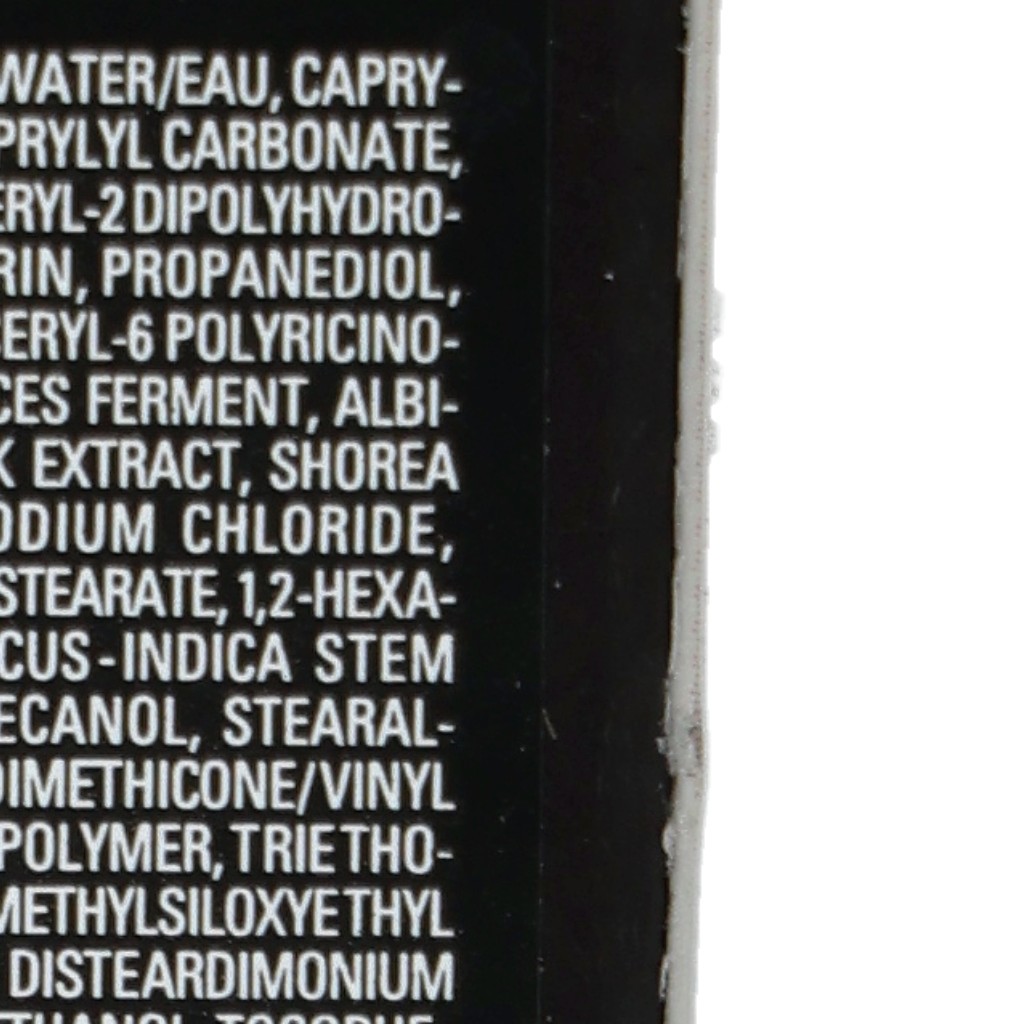 WATER/EAU, CAPRY-
PRYLYL CARBONATE,
ERYL-2 DIPOLYHYDRO-
RIN, PROPANEDIOL,
CERYL-6 POLYRICINO-
CES FERMENT, ALBI-
K EXTRACT, SHOREA
ODIUM CHLORIDE,
STEARATE, 1,2-HEXA-
CUS-INDICA STEM
ECANOL, STEARAL-
DIMETHICONE/VINYL
POLYMER, TRIETHO-
METHYLSILOXYETHYL
DISTEARDIMONIUM